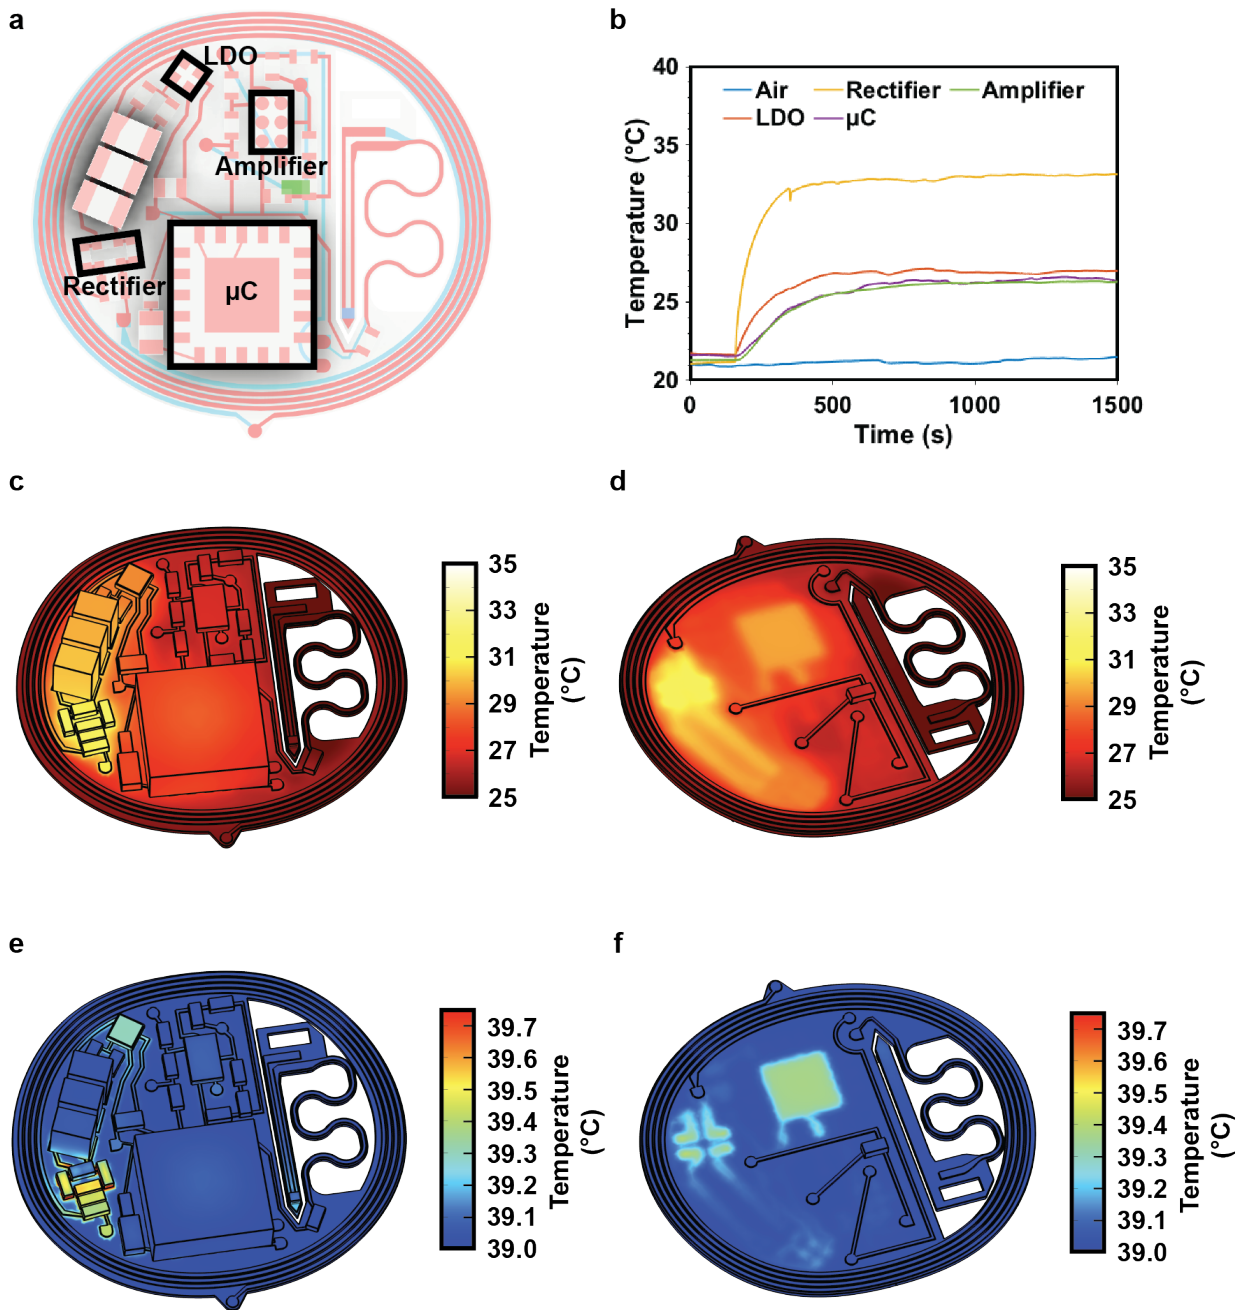 a
LDO
Amplifier
Rectifier
µC
b
40
35
30
25
20
Temperature (°C)
Air
Rectifier
Amplifier
LDO
µC
0
500
1000
1500
Time (s)
c
35
33
31
29
27
25
Temperature
(°C)
d
35
33
31
29
27
25
Temperature
(°C)
e
39.7
39.6
39.5
39.4
39.3
39.2
39.1
39.0
Temperature
(°C)
f
39.7
39.6
39.5
39.4
39.3
39.2
39.1
39.0
Temperature
(°C)